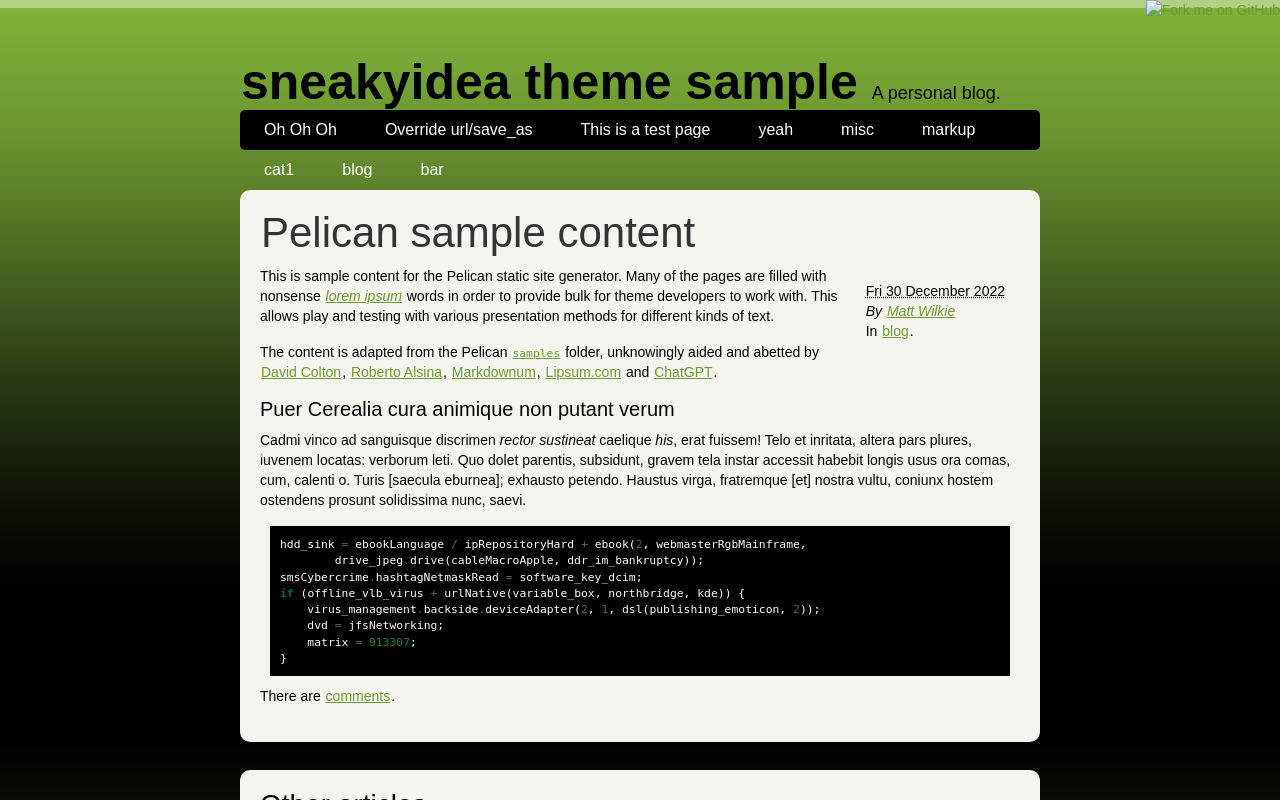 Fork me on GitHub
sneakyidea theme sample A personal blog.
Oh Oh Oh Override url/save_as This is a test page yeah misc markup
cat1 blog bar
Pelican sample content
This is sample content for the Pelican static site generator. Many of the pages are filled with
nonsense lorem ipsum words in order to provide bulk for theme developers to work with. This
allows play and testing with various presentation methods for different kinds of text.
Fri 30 December 2022
By Matt Wilkie
In blog.
The content is adapted from the Pelican samples folder, unknowingly aided and abetted by
David Colton, Roberto Alsina, Markdownum, Lipsum.com and ChatGPT.
Puer Cerealia cura animique non putant verum
Cadmi vinco ad sanguisque discrimen rector sustineat caelique his, erat fuissem! Telo et inritata, altera pars plures,
iuvenem locatas: verborum leti. Quo dolet parentis, subsidunt, gravem tela instar accessit habebit longis usus ora comas,
cum, calenti o. Turis [saecula eburnea]; exhausto petendo. Haustus virga, fratremque [et] nostra vultu, coniunx hostem
ostendens prosunt solidissima nunc, saevi.
hdd_sink = ebookLanguage / ipRepositoryHard + ebook(2, webmasterRgbMainframe,
        drive_jpeg.drive(cableMacroApple, ddr_im_bankruptcy));
smsCybercrime.hashtagNetmaskRead = software_key_dcim;
if (offline_vlb_virus + urlNative(variable_box, northbridge, kde)) {
    virus_management.backside.deviceAdapter(2, 1, dsl(publishing_emoticon, 2));
    dvd = jfsNetworking;
    matrix = 913307;
}
There are comments.
Other articles